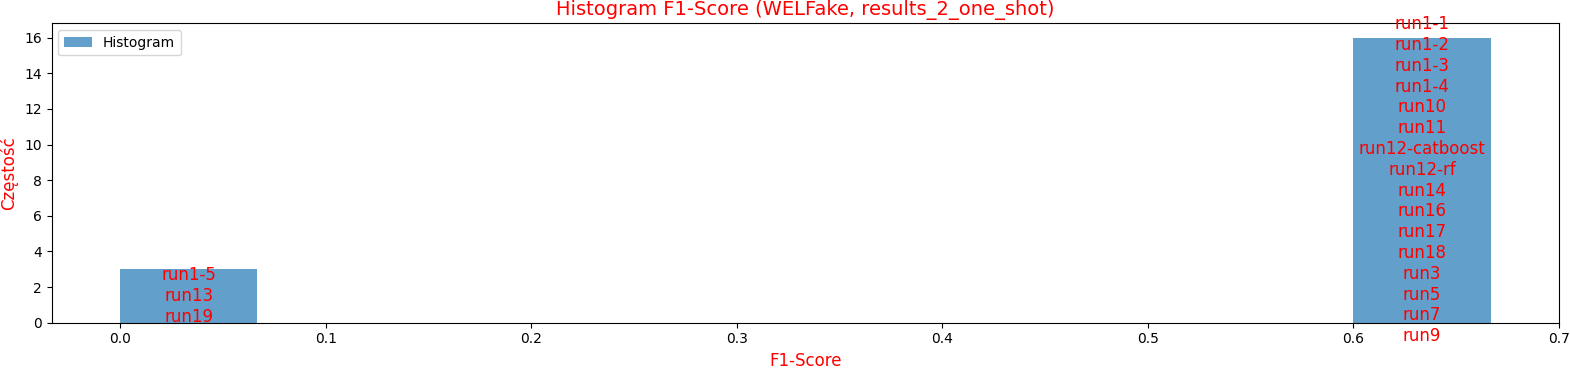 Histogram F1-Score (WELFake, results_2_one_shot)
Histogram
Częstość
16
14
12
10
8
6
4
2
0
run1-5
run13
run19
run1-1
run1-2
run1-3
run1-4
run10
run11
run12-catboost
run12-rf
run14
run16
run17
run18
run3
run5
run7
run9
0.0 0.1 0.2 0.3 0.4 0.5 0.6 0.7
F1-Score